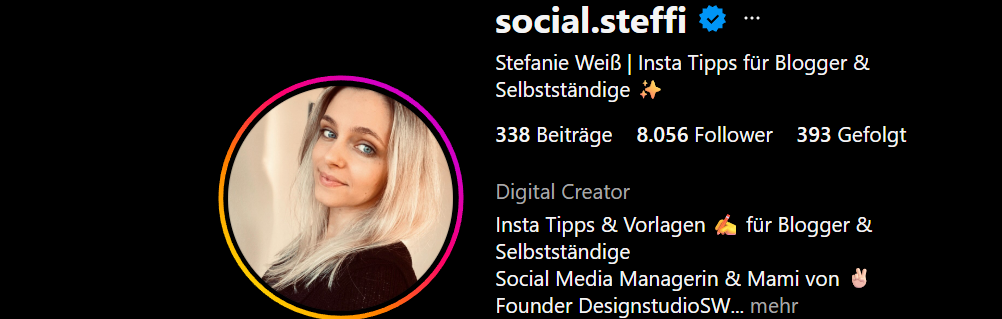 social.steffi ...
Stefanie Weiß | Insta Tipps für Blogger &
Selbstständige ✨
338 Beiträge 8.056 Follower 393 Gefolgt
Digital Creator
Insta Tipps & Vorlagen ✍🏼 für Blogger &
Selbstständige
Social Media Managerin & Mami von ✌🏼
Founder DesignstudioSW... mehr